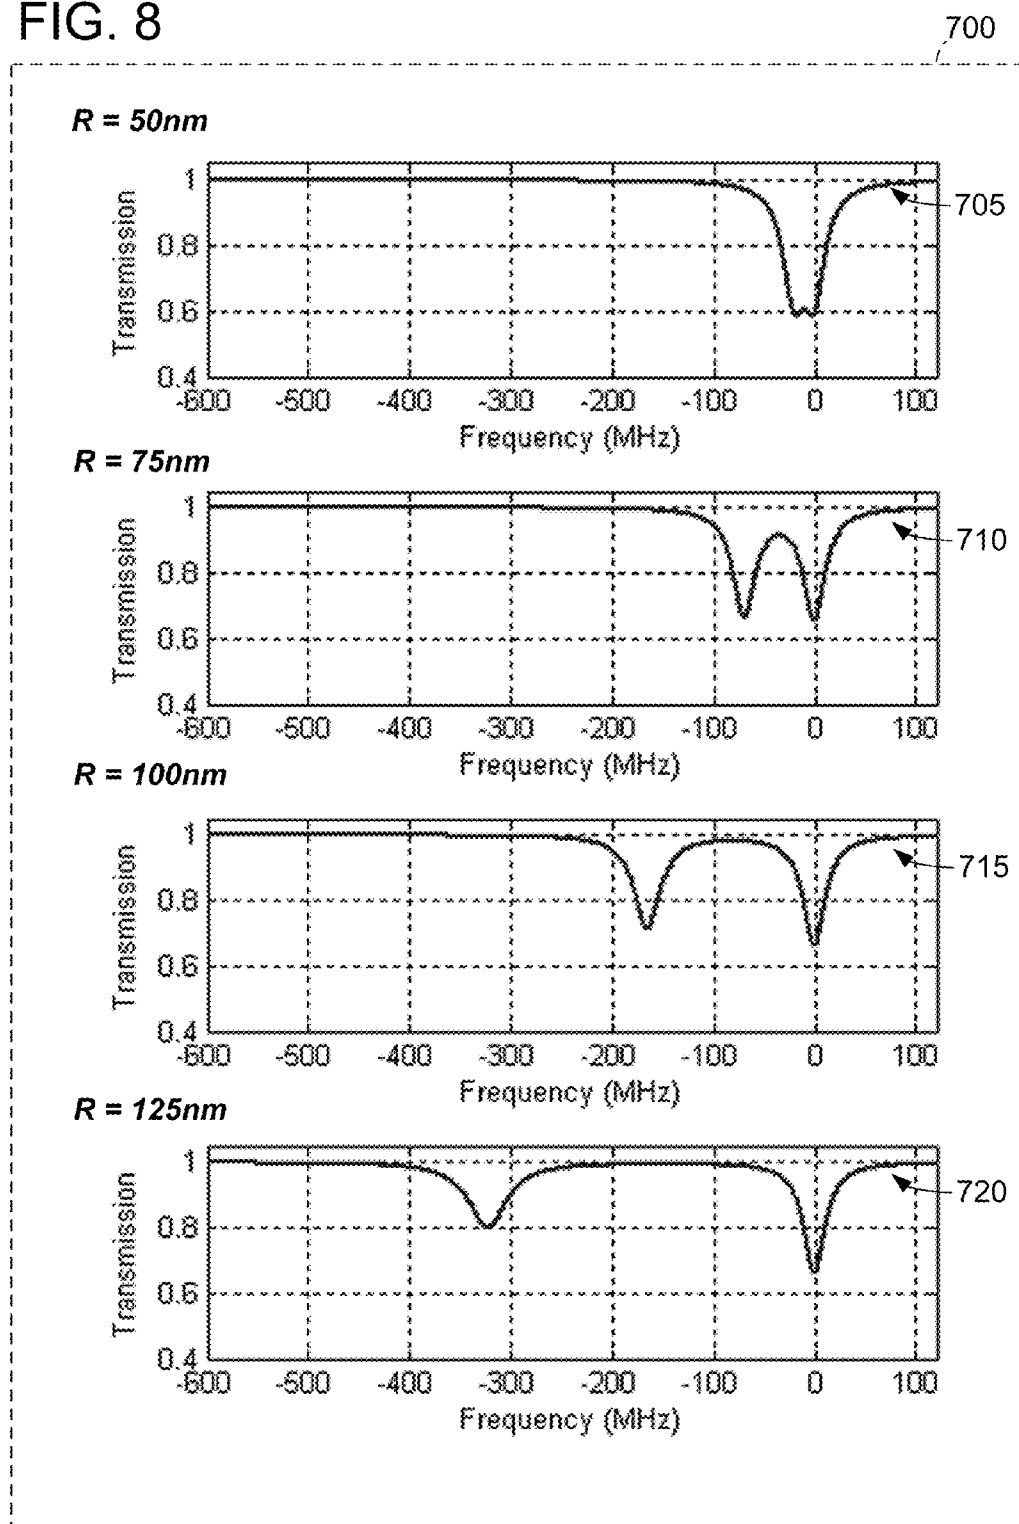 FIG. 8
700
R = 50nm
1
0.8
0.6
0.4
Transmission
705
-600 -500 -400 -300 -200 -100 0 100
Frequency (MHz)
R = 75nm
1
0.8
0.6
0.4
Transmission
710
-600 -500 -400 -300 -200 -100 0 100
Frequency (MHz)
R = 100nm
1
0.8
0.6
0.4
Transmission
715
-600 -500 -400 -300 -200 -100 0 100
Frequency (MHz)
R = 125nm
1
0.8
0.6
0.4
Transmission
720
-600 -500 -400 -300 -200 -100 0 100
Frequency (MHz)